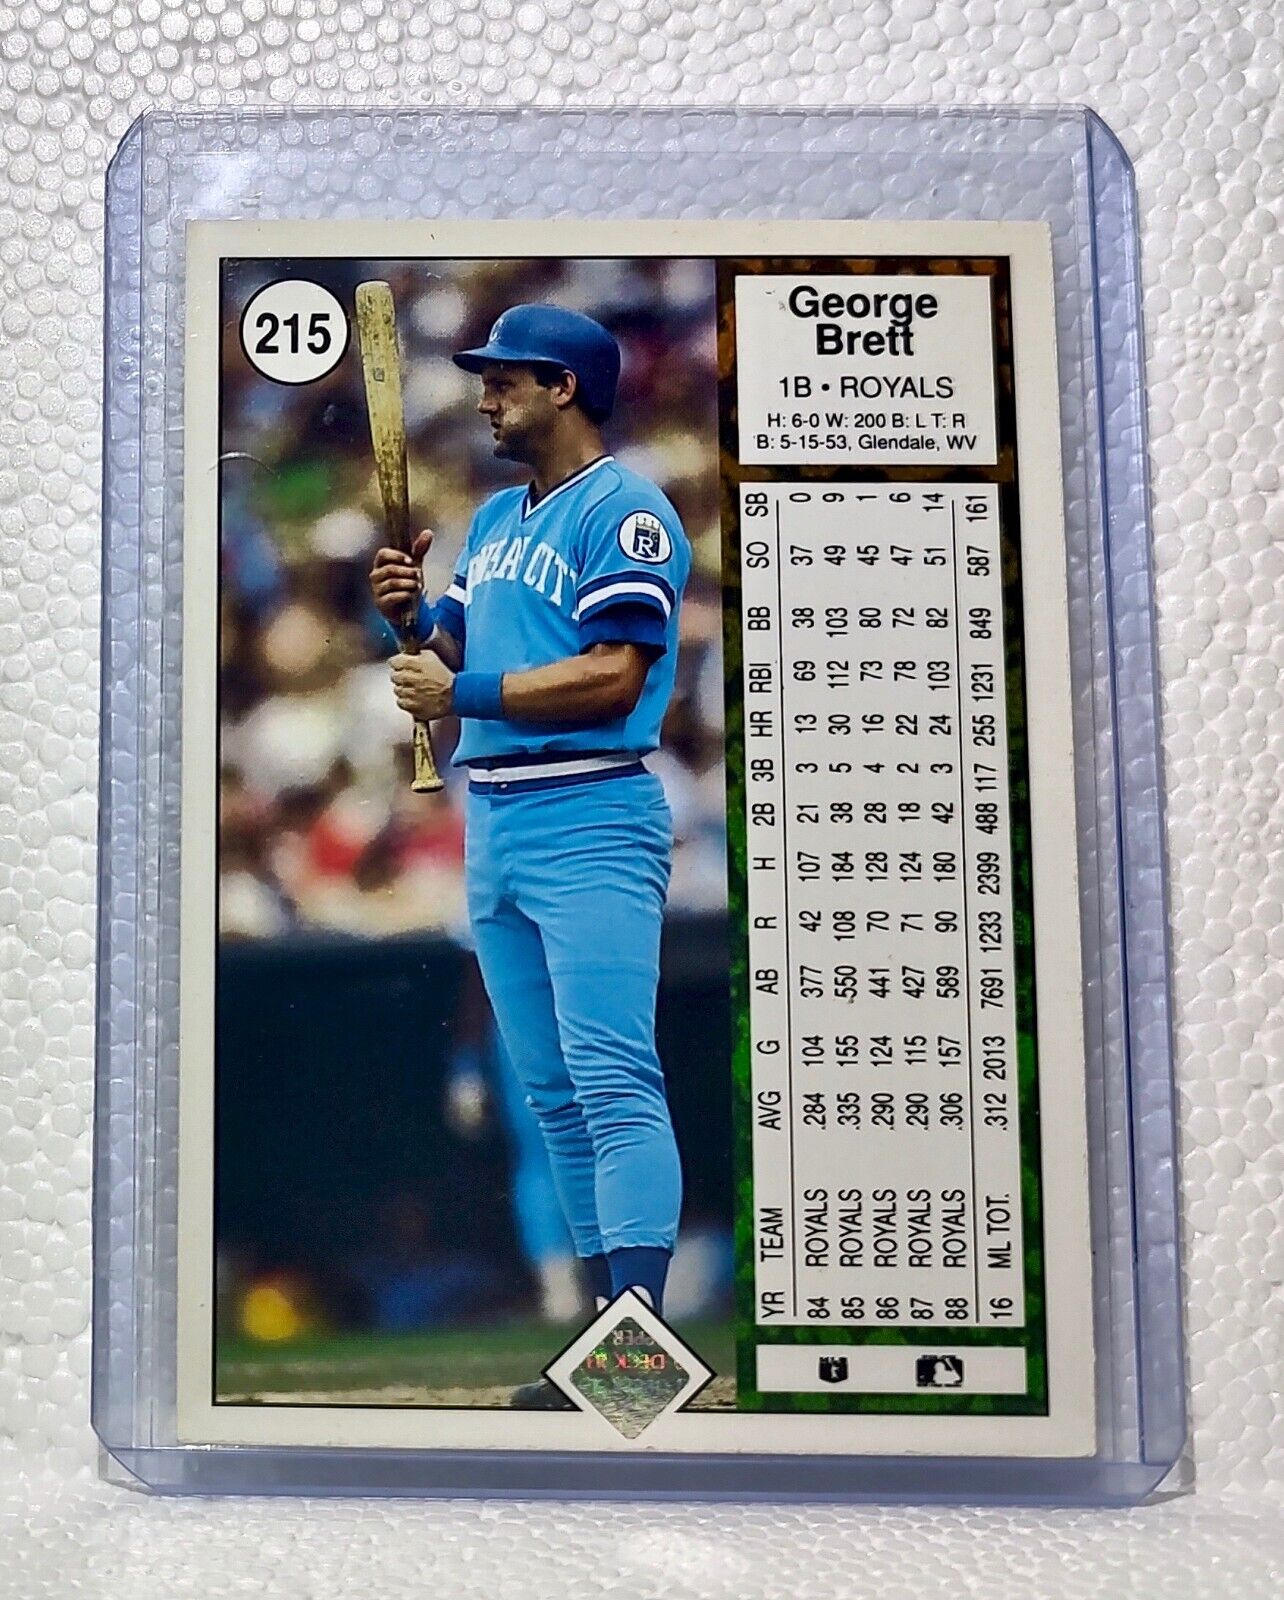 215
George
Brett
1B • ROYALS
H: 6-0 W: 200 B: L T: R
B: 5-15-53, Glendale, WV
YR TEAM AVG G AB R H 2B 3B HR RBI BB SO SB
84 ROYALS .284 104 377 42 107 21 3 13 69 38 37 0
85 ROYALS .335 155 550 108 184 38 5 30 112 103 49 9
86 ROYALS .290 124 441 70 128 28 4 16 73 80 45 1
87 ROYALS .290 115 427 71 124 18 2 22 78 72 47 6
88 ROYALS .306 157 589 90 180 42 3 24 103 82 51 14
16 ML TOT. .312 2013 7691 1233 2399 488 117 255 1231 849 587 161
R
DECK